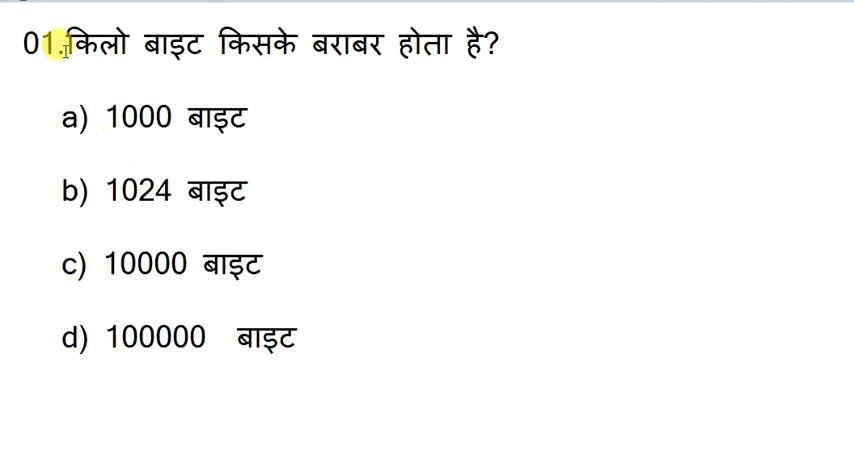 01.किलो बाइट किसके बराबर होता है?
a) 1000 बाइट
b) 1024 बाइट
c) 10000 बाइट
d) 100000 बाइट